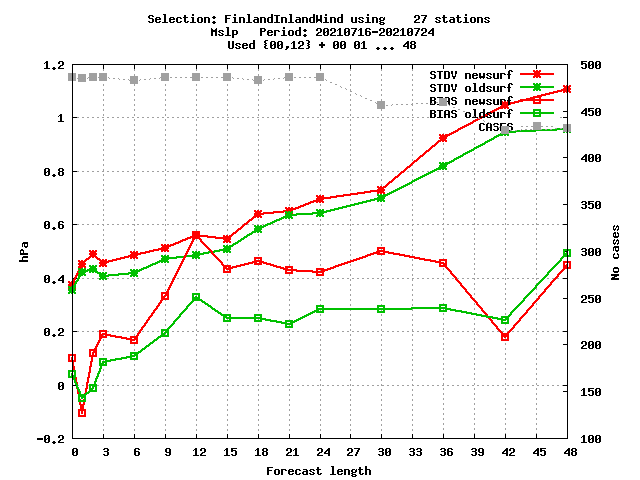 Selection: FinlandInlandWind using    27 stations
Mslp   Period: 20210716-20210724
Used {00,12} + 00 01 ... 48
STDV newsurf
STDV oldsurf
BIAS newsurf
BIAS oldsurf
CASES
1.2
1
0.8
0.6
0.4
0.2
0
-0.2
hPa
500
450
400
350
300
250
200
150
100
No cases
0 3 6 9 12 15 18 21 24 27 30 33 36 39 42 45 48
Forecast length